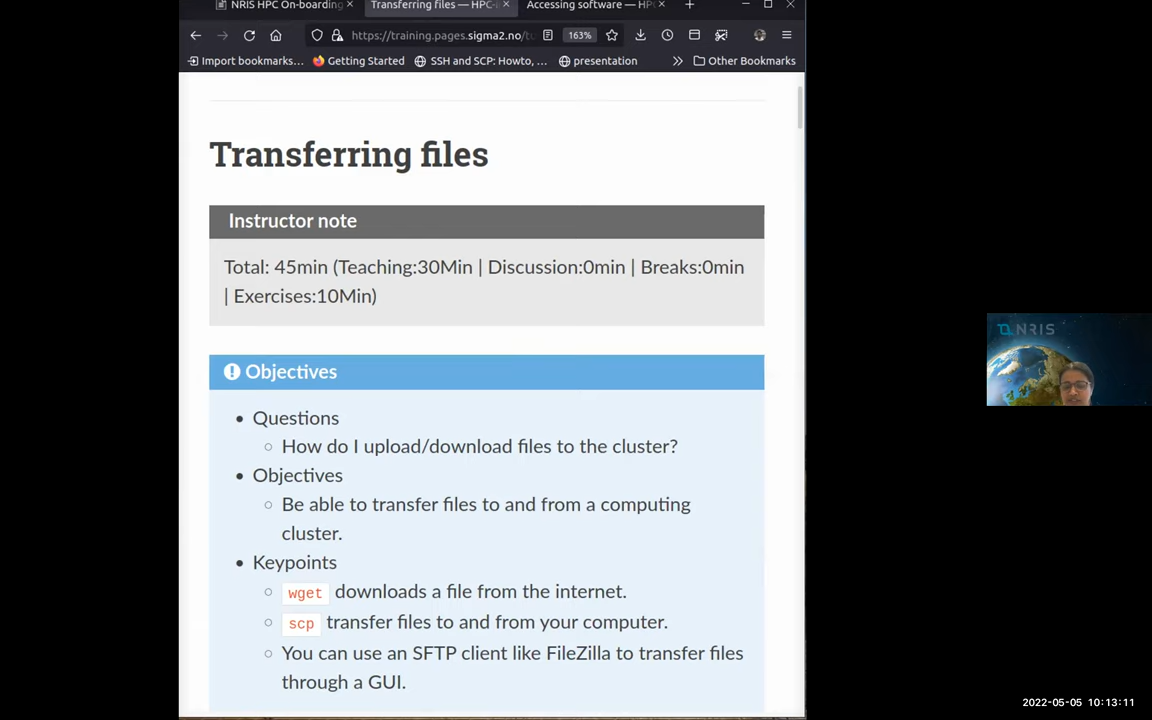 NRIS HPC On-boarding
Transferring files — HPC-
Accessing software — HP
https://training.pages.sigma2.no/t
163%
Import bookmarks...
Getting Started
SSH and SCP: Howto, ...
presentation
Other Bookmarks
Transferring files
Instructor note
Total: 45min (Teaching:30Min | Discussion:0min | Breaks:0min
| Exercises:10Min)
Objectives
• Questions
○ How do I upload/download files to the cluster?
• Objectives
○ Be able to transfer files to and from a computing
cluster.
• Keypoints
○ wget downloads a file from the internet.
○ scp transfer files to and from your computer.
○ You can use an SFTP client like FileZilla to transfer files
through a GUI.
NRIS
2022-05-05 10:13:11